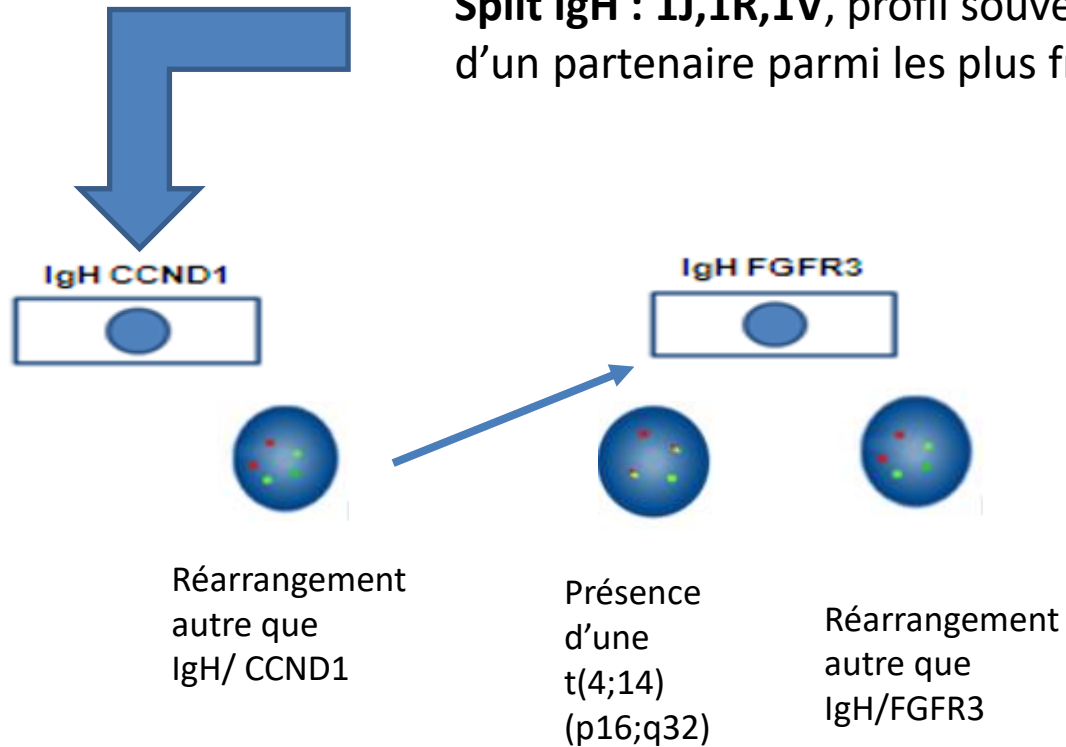 Split IgH : 1J,1R,1V, profil souve
d’un partenaire parmi les plus f
IgH CCND1
IgH FGFR3
Réarrangement
autre que
IgH/ CCND1
Présence
d’une
t(4;14)
(p16;q32)
Réarrangement
autre que
IgH/FGFR3